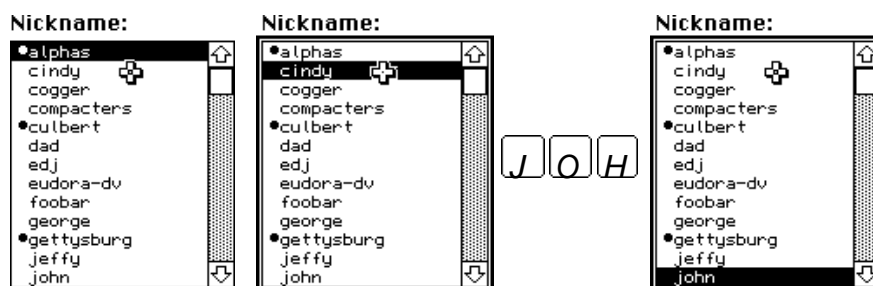 Nickname:
•alphas
cindy
cogger
compacters
•culbert
dad
edj
eudora-dv
foobar
george
•gettysburg
jeffy
john
Nickname:
•alphas
cindy
cogger
compacters
•culbert
dad
edj
eudora-dv
foobar
george
•gettysburg
jeffy
john
J O H
Nickname:
•alphas
cindy
cogger
compacters
•culbert
dad
edj
eudora-dv
foobar
george
•gettysburg
jeffy
john